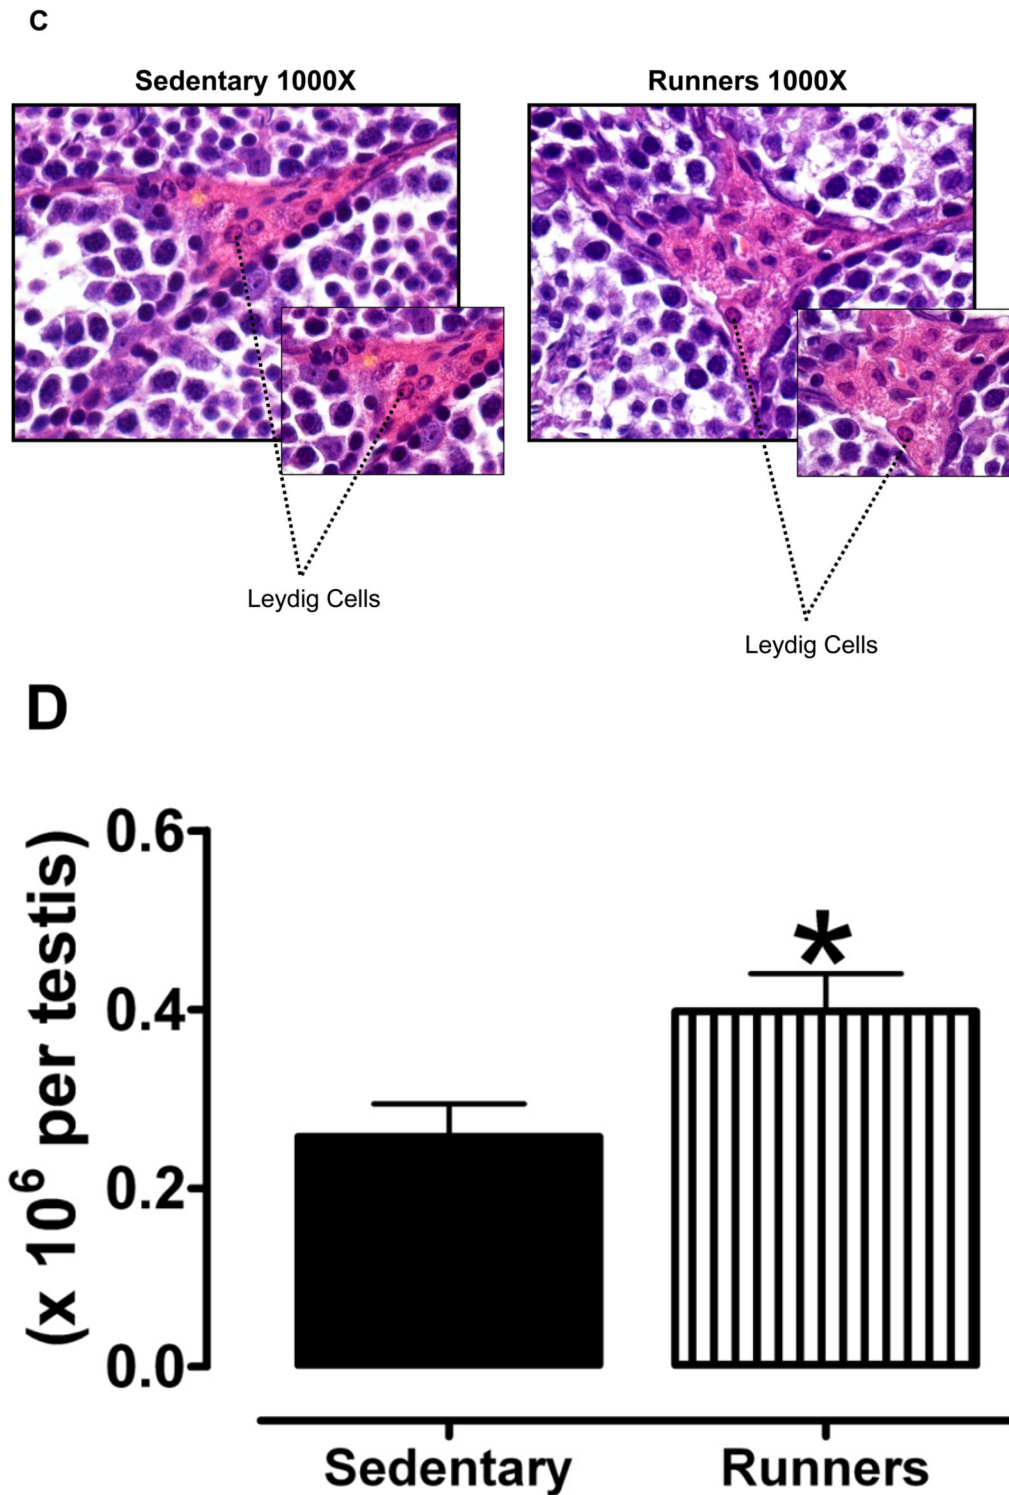 C
Sedentary 1000X
Runners 1000X
Leydig Cells
Leydig Cells
D
(x 10⁶ per testis)
0.6
0.4
0.2
0.0
*
Sedentary
Runners